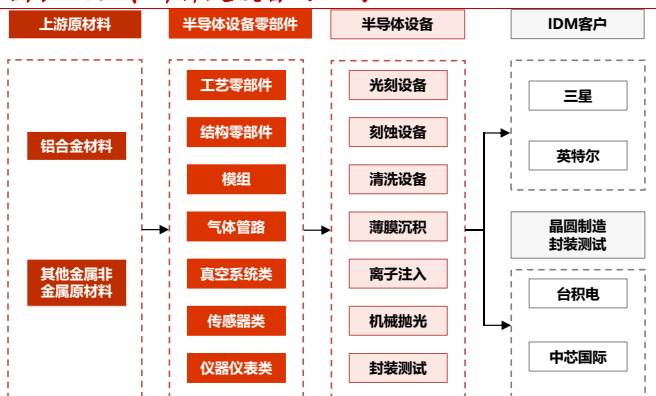 上游原材料
半导体设备零部件
半导体设备
IDM客户
铝合金材料
其他金属非
金属原材料
工艺零部件
结构零部件
模组
气体管路
真空系统类
传感器类
仪器仪表类
光刻设备
刻蚀设备
清洗设备
薄膜沉积
离子注入
机械抛光
封装测试
三星
英特尔
晶圆制造
封装测试
台积电
中芯国际